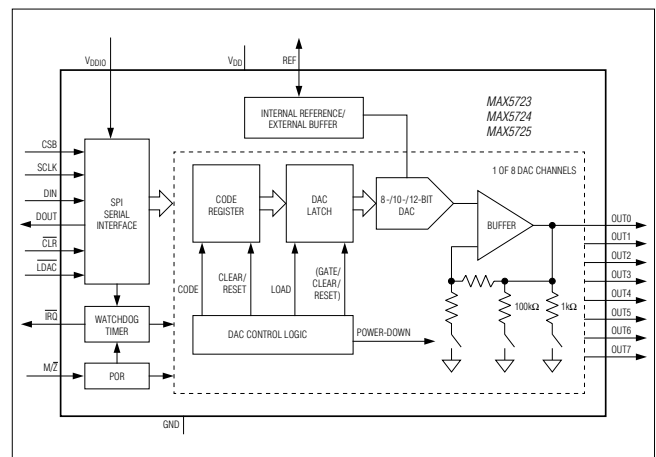 VDDIO
VDD
REF
INTERNAL REFERENCE/
EXTERNAL BUFFER
MAX5723
MAX5724
MAX5725
CSB
SCLK
DIN
DOUT
CLR
LDAC
IRQ
M/Z
SPI
SERIAL
INTERFACE
WATCHDOG
TIMER
POR
1 OF 8 DAC CHANNELS
CODE
REGISTER
DAC
LATCH
8-/10-/12-BIT
DAC
BUFFER
CODE
CLEAR/
RESET
LOAD
(GATE/
CLEAR/
RESET)
DAC CONTROL LOGIC
POWER-DOWN
100kΩ
1kΩ
OUT0
OUT1
OUT2
OUT3
OUT4
OUT5
OUT6
OUT7
GND